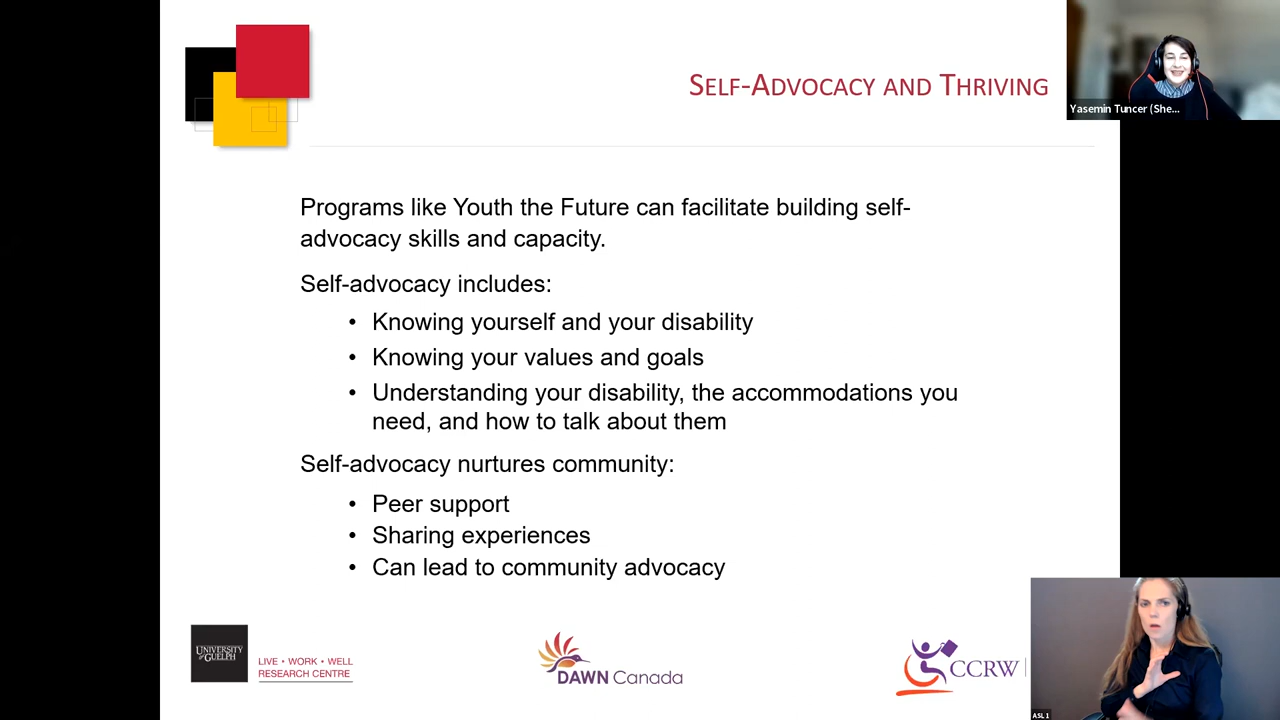 SELF-ADVOCACY AND THRIVING
Yasemin Tuncer (She...
Programs like Youth the Future can facilitate building self-
advocacy skills and capacity.
Self-advocacy includes:
• Knowing yourself and your disability
• Knowing your values and goals
• Understanding your disability, the accommodations you
need, and how to talk about them
Self-advocacy nurtures community:
• Peer support
• Sharing experiences
• Can lead to community advocacy
UNIVERSITY
OF GUELPH
LIVE • WORK • WELL
RESEARCH CENTRE
DAWN Canada
CCRW
ASL 1